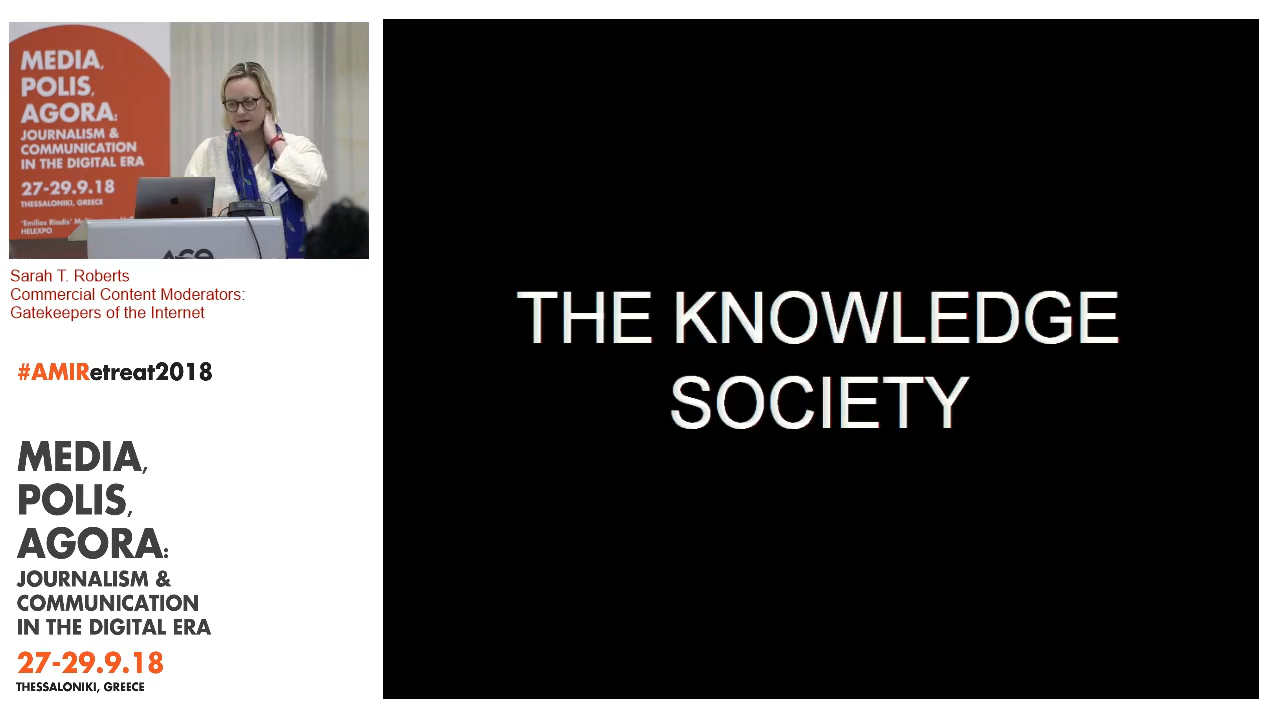 MEDIA,
POLIS,
AGORA:
JOURNALISM &
COMMUNICATION
IN THE DIGITAL ERA
27-29.9.18
THESSALONIKI, GREECE
'Emilios Riadis'
HELEXPO
Sarah T. Roberts
Commercial Content Moderators:
Gatekeepers of the Internet
#AMIRetreat2018
MEDIA,
POLIS,
AGORA:
JOURNALISM &
COMMUNICATION
IN THE DIGITAL ERA
27-29.9.18
THESSALONIKI, GREECE
THE KNOWLEDGE
SOCIETY